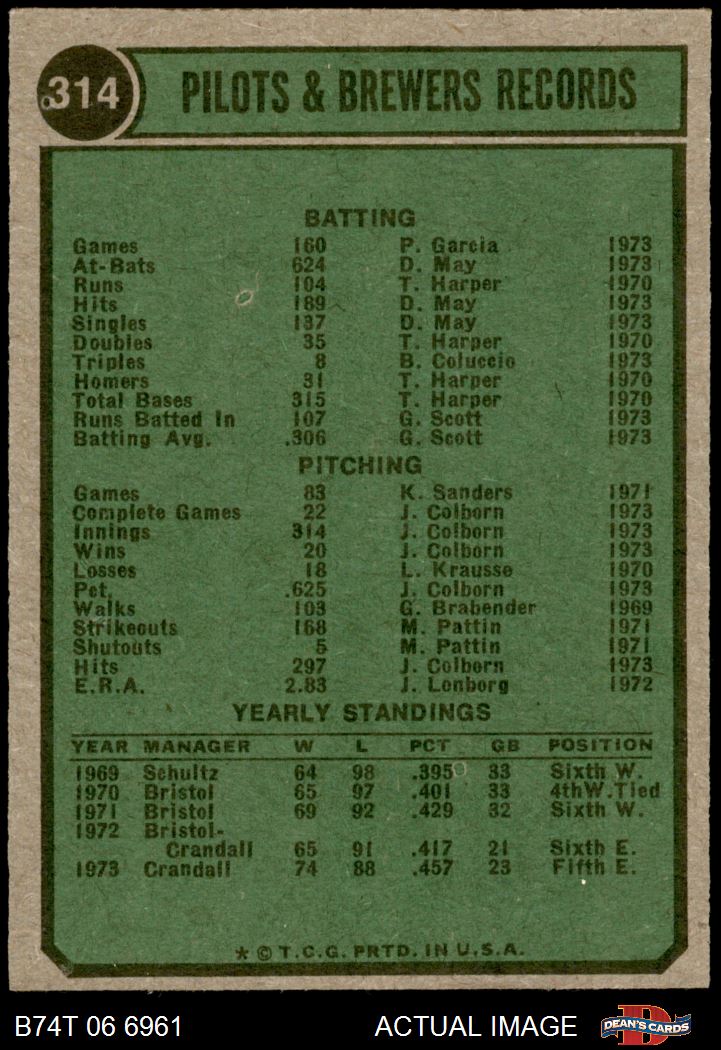 314
PILOTS & BREWERS RECORDS
BATTING
Games 160 P. Garcia 1973
At-Bats 624 D. May 1973
Runs 104 T. Harper 1970
Hits 189 D. May 1973
Singles 137 D. May 1973
Doubles 35 T. Harper 1970
Triples 8 B. Coluccio 1973
Homers 31 T. Harper 1970
Total Bases 315 T. Harper 1970
Runs Batted In 107 G. Scott 1973
Batting Avg. .306 G. Scott 1973
PITCHING
Games 83 K. Sanders 1971
Complete Games 22 J. Colborn 1973
Innings 314 J. Colborn 1973
Wins 20 J. Colborn 1973
Losses 18 L. Krausse 1970
Pct. .625 J. Colborn 1973
Walks 103 G. Brabender 1969
Strikeouts 168 M. Pattin 1971
Shutouts 5 M. Pattin 1971
Hits 297 J. Colborn 1973
E.R.A. 2.83 J. Lonborg 1972
YEARLY STANDINGS
YEAR MANAGER W L PCT GB POSITION
1969 Schultz 64 98 .395 33 Sixth W.
1970 Bristol 65 97 .401 33 4thW.Tied
1971 Bristol 69 92 .429 32 Sixth W.
1972 Bristol-
Crandall 65 91 .417 21 Sixth E.
1973 Crandall 74 88 .457 23 Fifth E.
* © T.C.G. PRTD. IN U.S.A.
B74T 06 6961 ACTUAL IMAGE DEAN'S CARDS